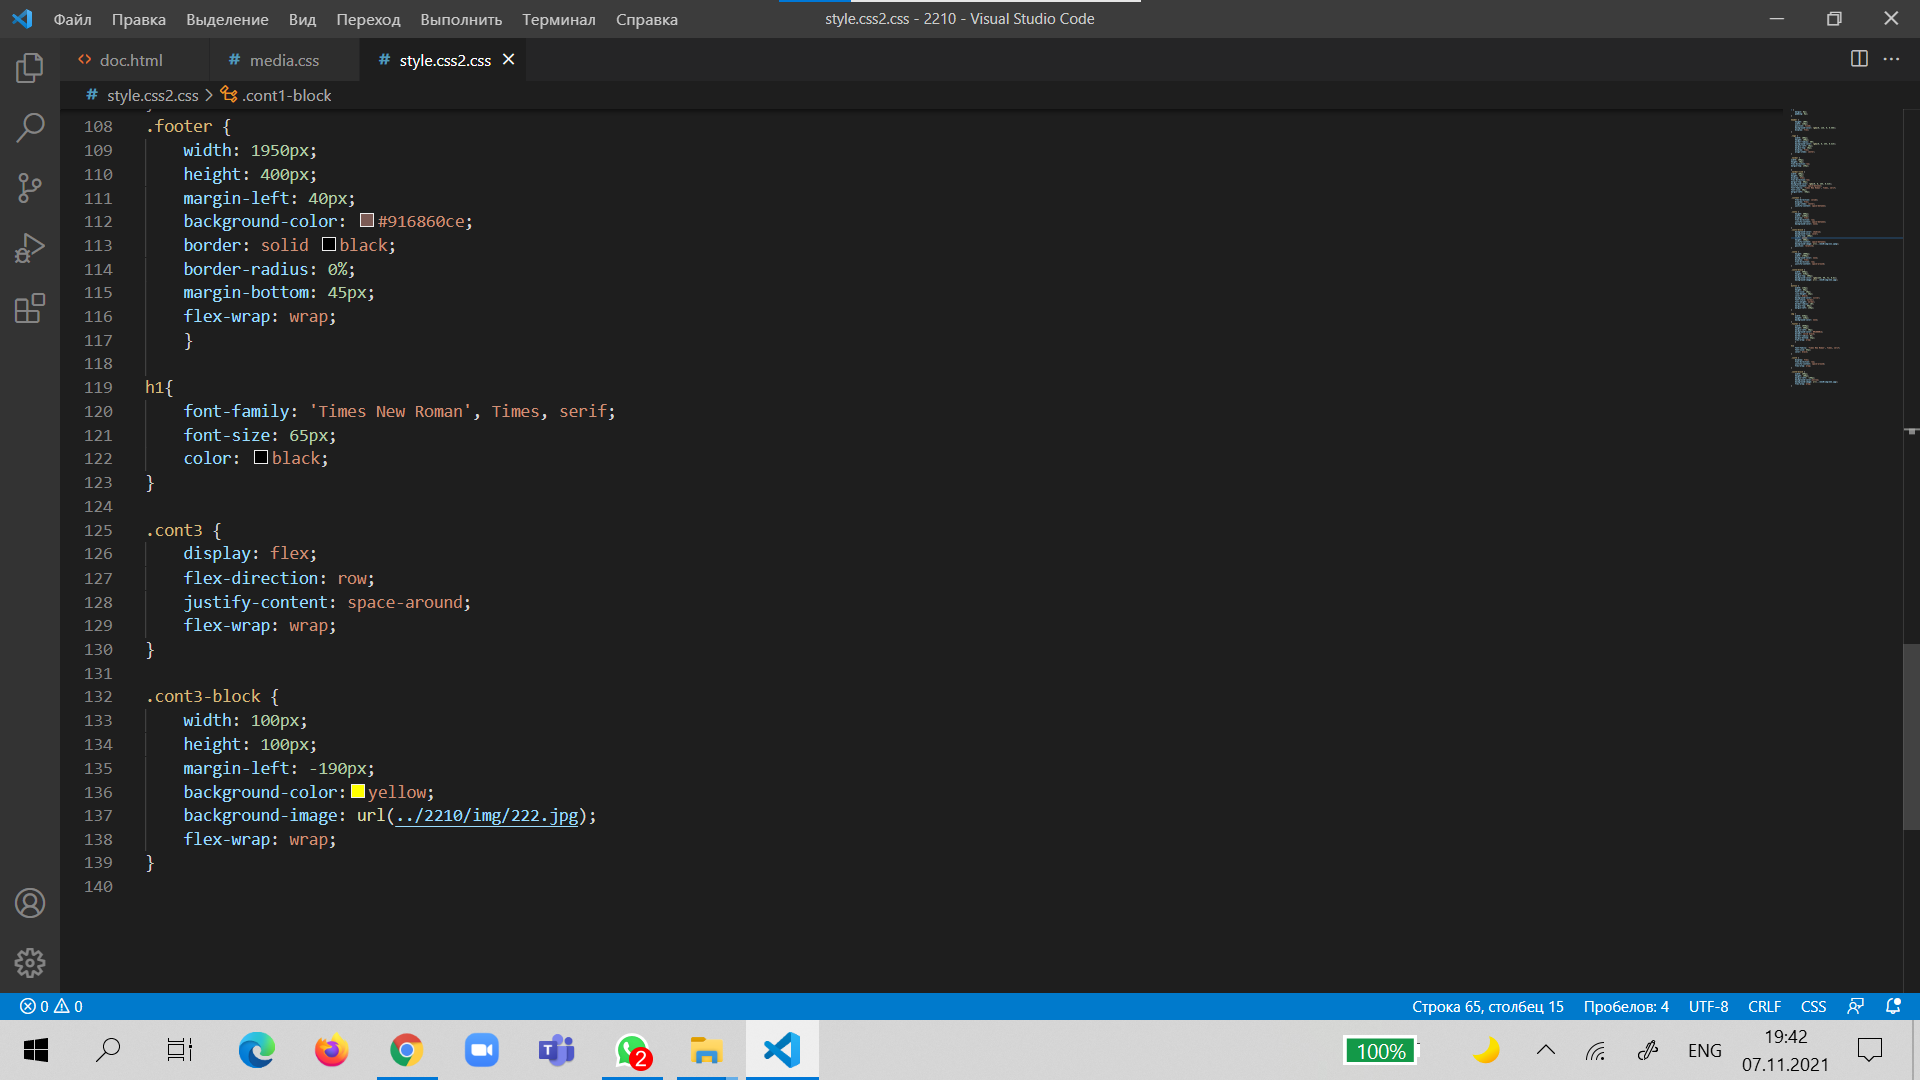 Файл Правка Выделение Вид Переход Выполнить Терминал Справка
style.css2.css - 2210 - Visual Studio Code
doc.html
# media.css
# style.css2.css
# style.css2.css > .cont1-block
108 .footer {
109 width: 1950px;
110 height: 400px;
111 margin-left: 40px;
112 background-color: #916860ce;
113 border: solid black;
114 border-radius: 0%;
115 margin-bottom: 45px;
116 flex-wrap: wrap;
117 }
118
119 h1{
120 font-family: 'Times New Roman', Times, serif;
121 font-size: 65px;
122 color: black;
123 }
124
125 .cont3 {
126 display: flex;
127 flex-direction: row;
128 justify-content: space-around;
129 flex-wrap: wrap;
130 }
131
132 .cont3-block {
133 width: 100px;
134 height: 100px;
135 margin-left: -190px;
136 background-color: yellow;
137 background-image: url(../2210/img/222.jpg);
138 flex-wrap: wrap;
139 }
140
0 0
Строка 65, столбец 15 Пробелов: 4 UTF-8 CRLF CSS
2
100%
ENG
19:42
07.11.2021